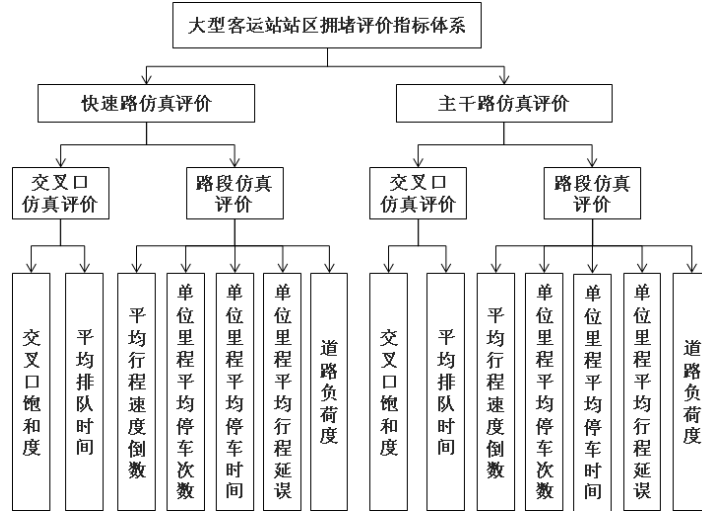 大型客运站站区拥堵评价指标体系
快速路仿真评价
主干路仿真评价
交叉口
仿真评价
路段仿真
评价
交叉口
仿真评价
路段仿真
评价
交叉口饱和度
平均排队时间
平均行程速度倒数
单位里程平均停车次数
单位里程平均停车时间
单位里程平均行程延误
道路负荷度
交叉口饱和度
平均排队时间
平均行程速度倒数
单位里程平均停车次数
单位里程平均停车时间
单位里程平均行程延误
道路负荷度